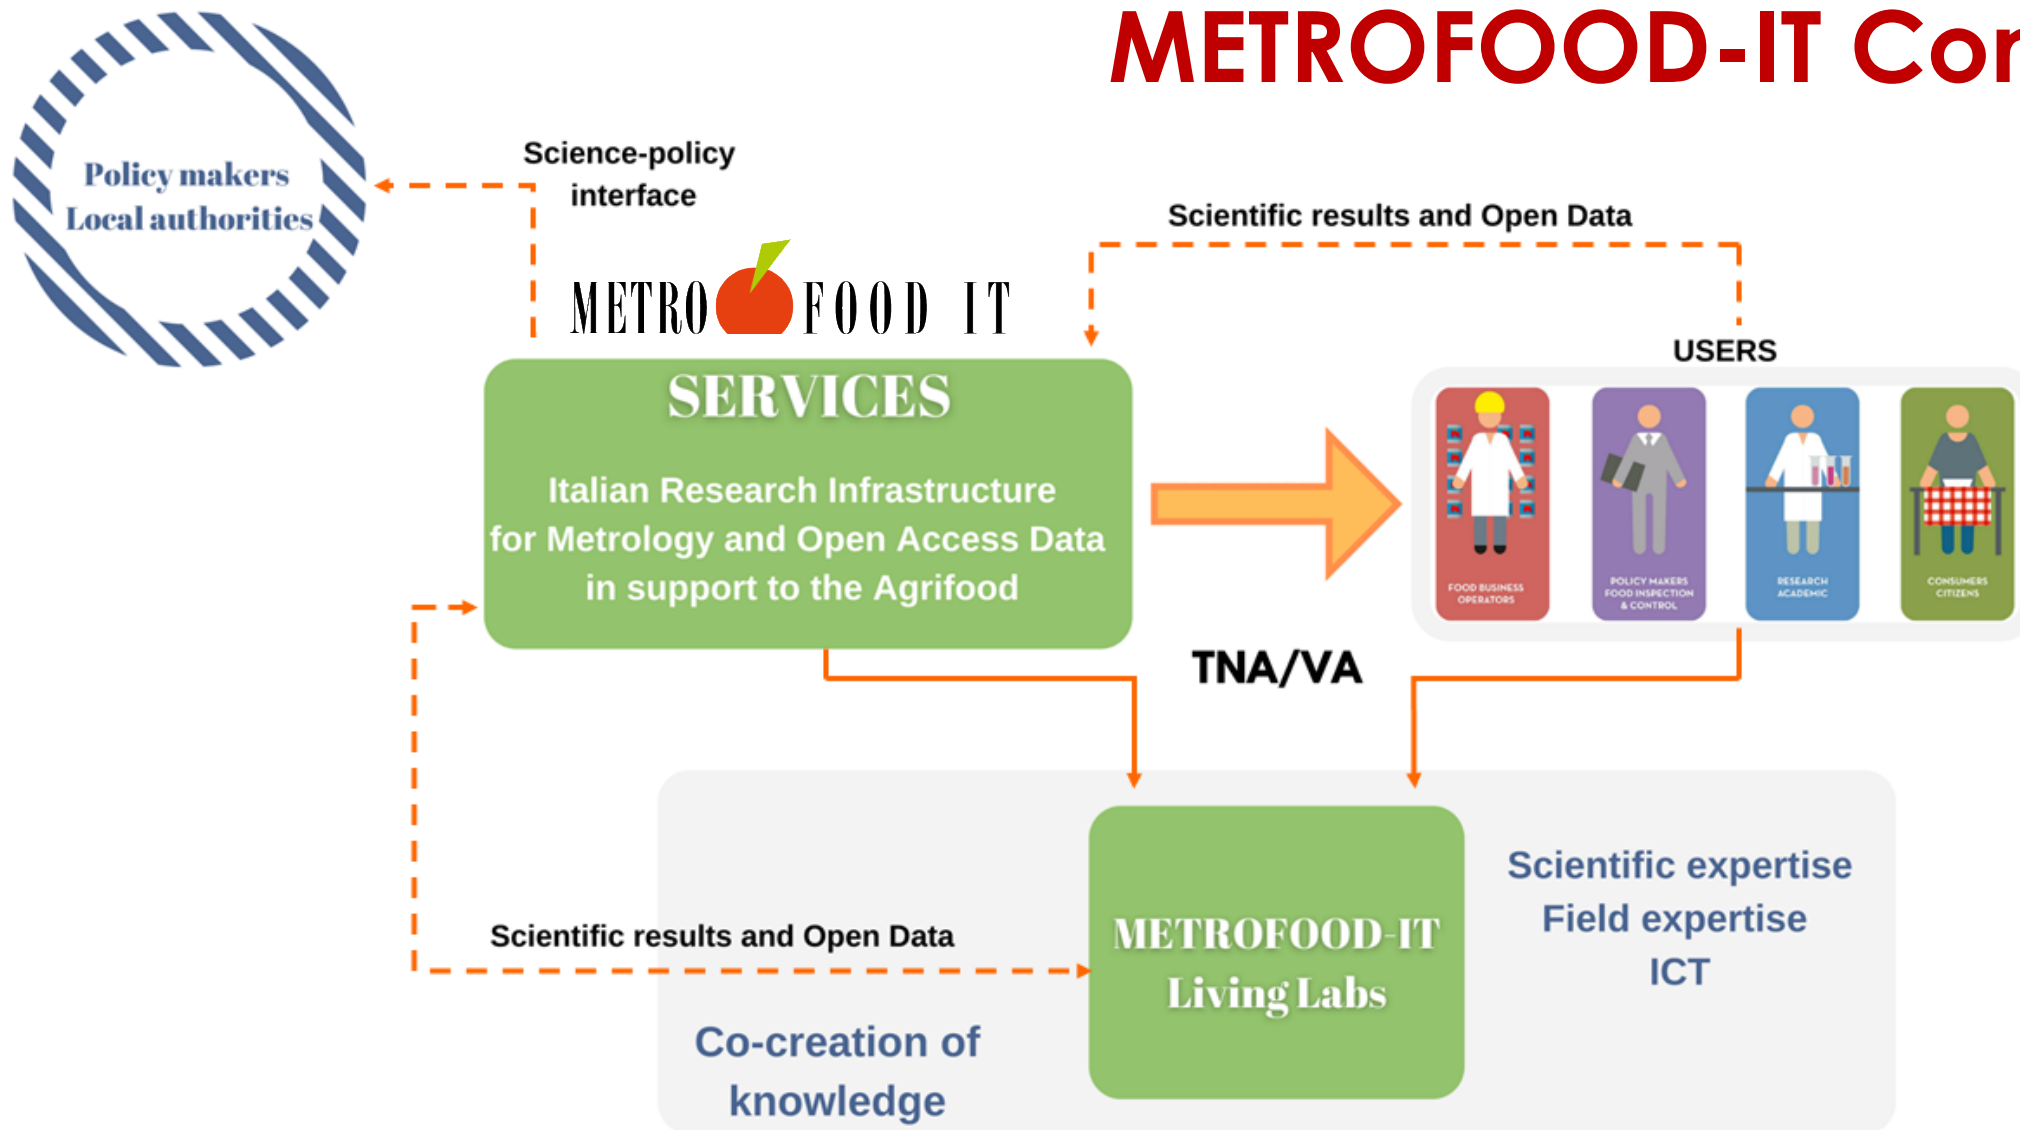 METROFOOD-IT Con
Policy makers
Local authorities
Science-policy
interface
Scientific results and Open Data
METRO FOOD IT
USERS
SERVICES
Italian Research Infrastructure
for Metrology and Open Access Data
in support to the Agrifood
FOOD BUSINESS
OPERATORS
POLICY MAKERS
FOOD INSPECTION
& CONTROL
RESEARCH
ACADEMIC
CONSUMERS
CITIZENS
TNA/VA
Scientific results and Open Data
METROFOOD-IT
Living Labs
Scientific expertise
Field expertise
ICT
Co-creation of
knowledge